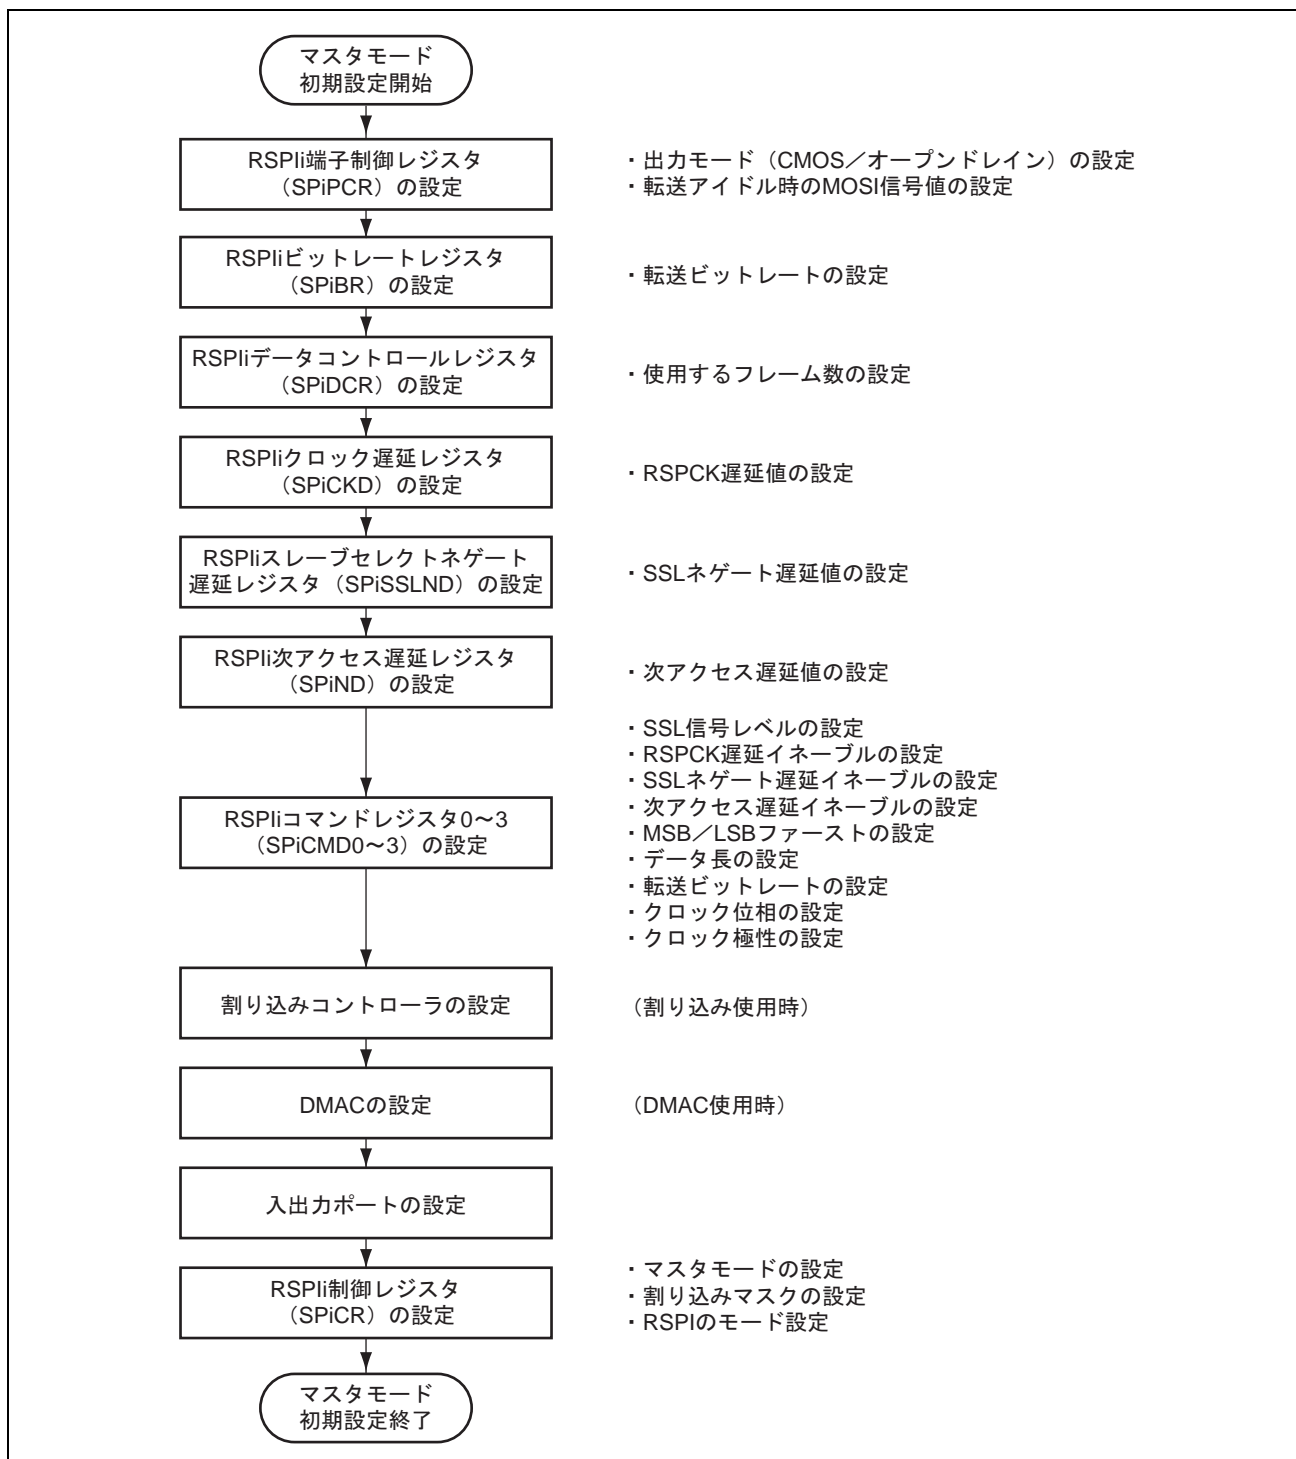 マスタモード
初期設定開始
RSPIi端子制御レジスタ
（SPiPCR）の設定
・出力モード（CMOS／オープンドレイン）の設定
・転送アイドル時のMOSI信号値の設定
RSPIiビットレートレジスタ
（SPiBR）の設定
・転送ビットレートの設定
RSPIiデータコントロールレジスタ
（SPiDCR）の設定
・使用するフレーム数の設定
RSPIiクロック遅延レジスタ
（SPiCKD）の設定
・RSPCK遅延値の設定
RSPIiスレーブセレクトネゲート
遅延レジスタ（SPiSSLND）の設定
・SSLネゲート遅延値の設定
RSPIi次アクセス遅延レジスタ
（SPiND）の設定
・次アクセス遅延値の設定
RSPIiコマンドレジスタ0～3
（SPiCMD0～3）の設定
・SSL信号レベルの設定
・RSPCK遅延イネーブルの設定
・SSLネゲート遅延イネーブルの設定
・次アクセス遅延イネーブルの設定
・MSB／LSBファーストの設定
・データ長の設定
・転送ビットレートの設定
・クロック位相の設定
・クロック極性の設定
割り込みコントローラの設定
（割り込み使用時）
DMACの設定
（DMAC使用時）
入出力ポートの設定
RSPIi制御レジスタ
（SPiCR）の設定
・マスタモードの設定
・割り込みマスクの設定
・RSPIのモード設定
マスタモード
初期設定終了